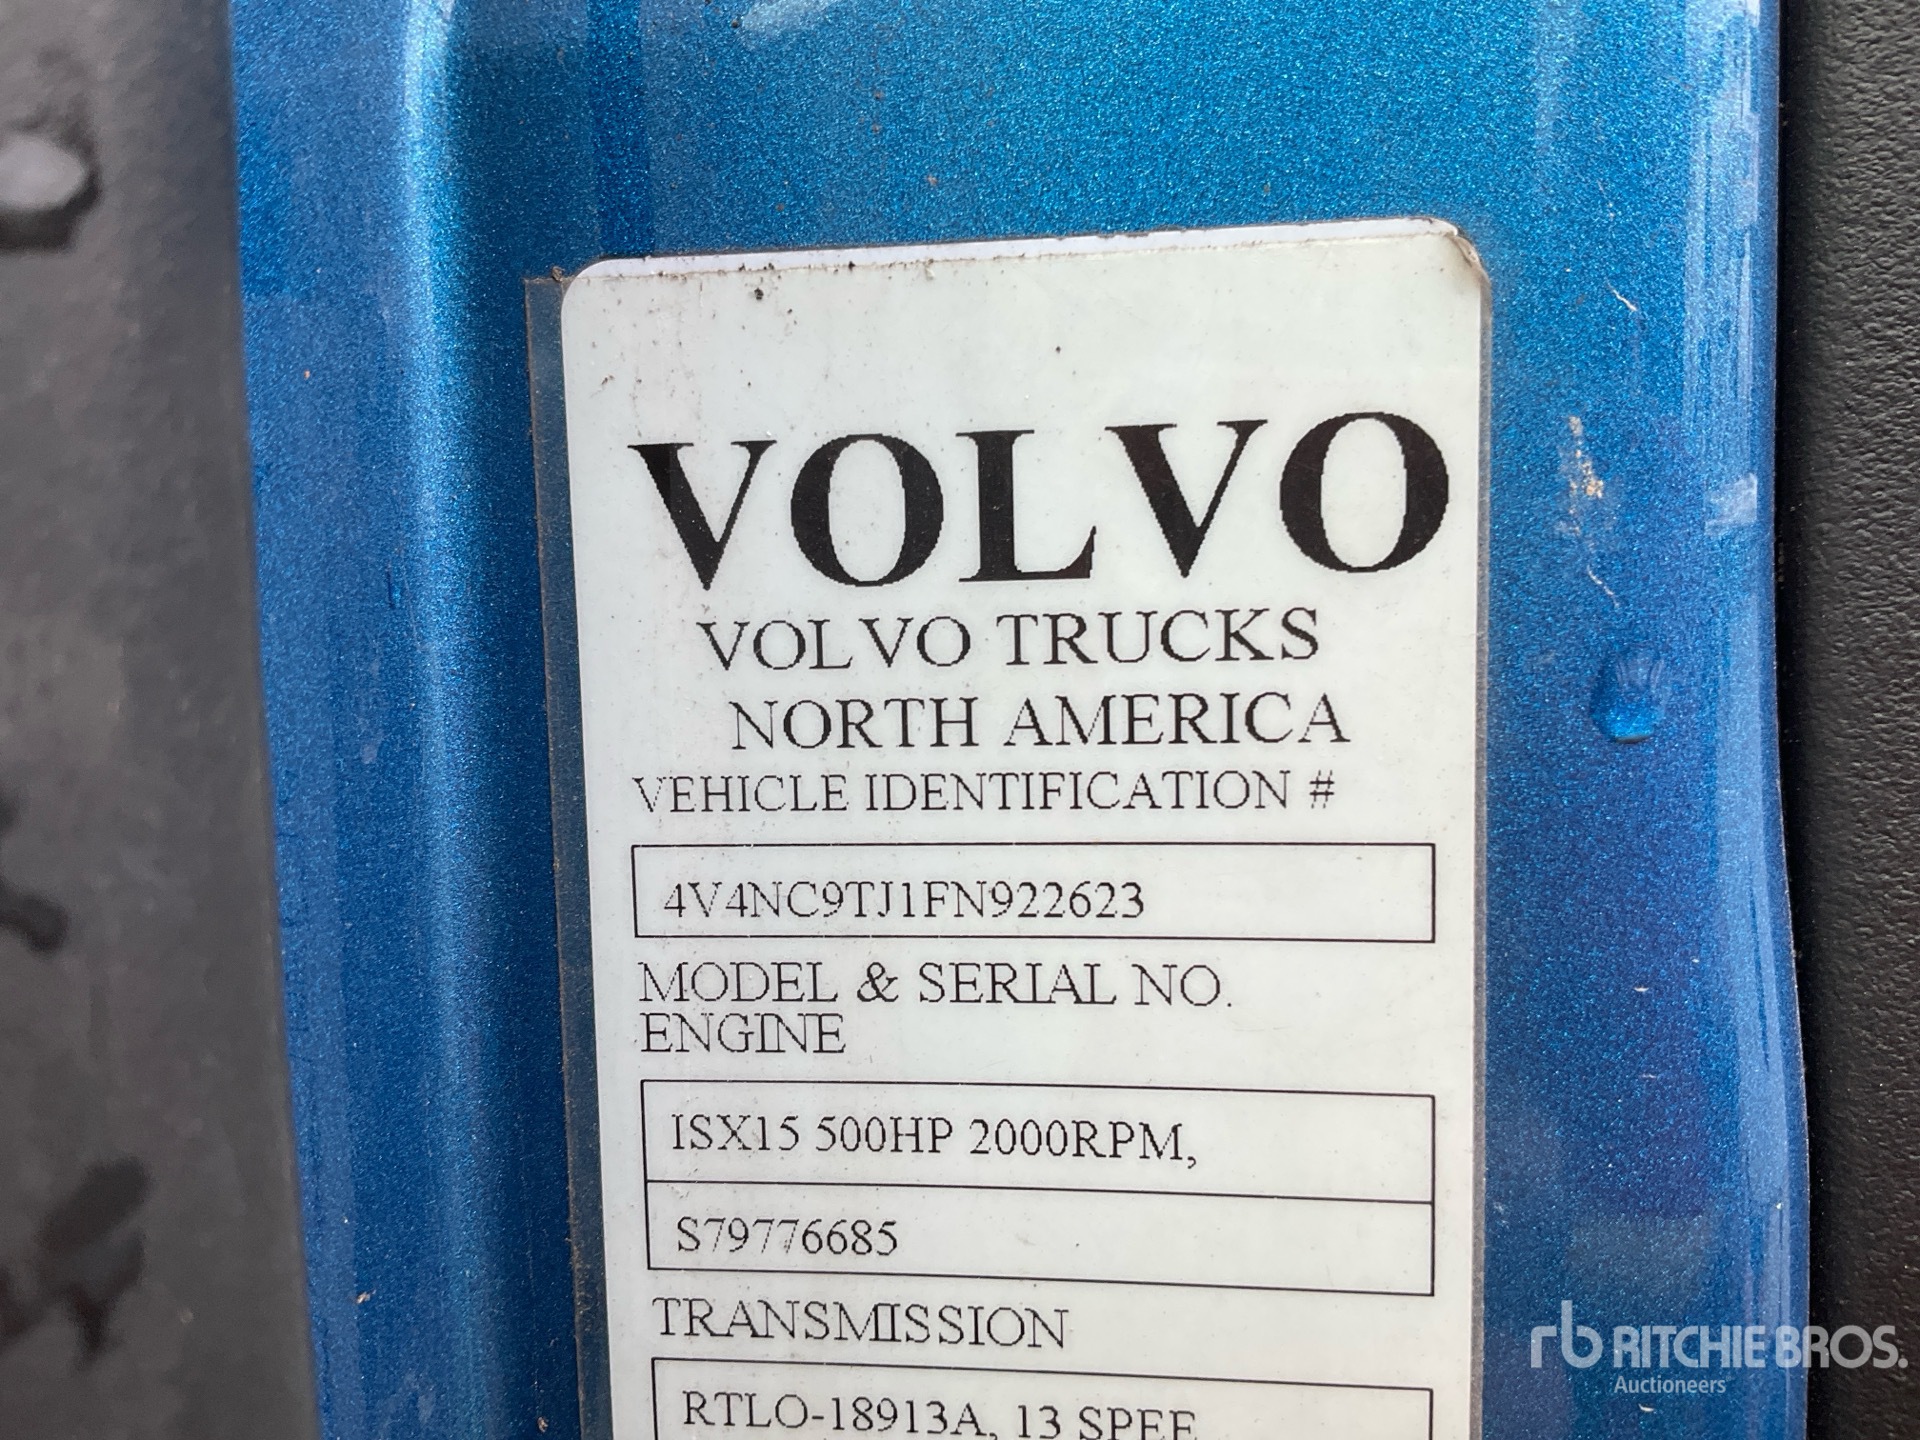 VOLVO
VOLVO TRUCKS
NORTH AMERICA
VEHICLE IDENTIFICATION #
4V4NC9TJ1FN922623
MODEL & SERIAL NO.
ENGINE
ISX15 500HP 2000RPM,
S79776685
TRANSMISSION
RTLO-18913A, 13 SPEE
rb RITCHIE BROS.
Auctioneers